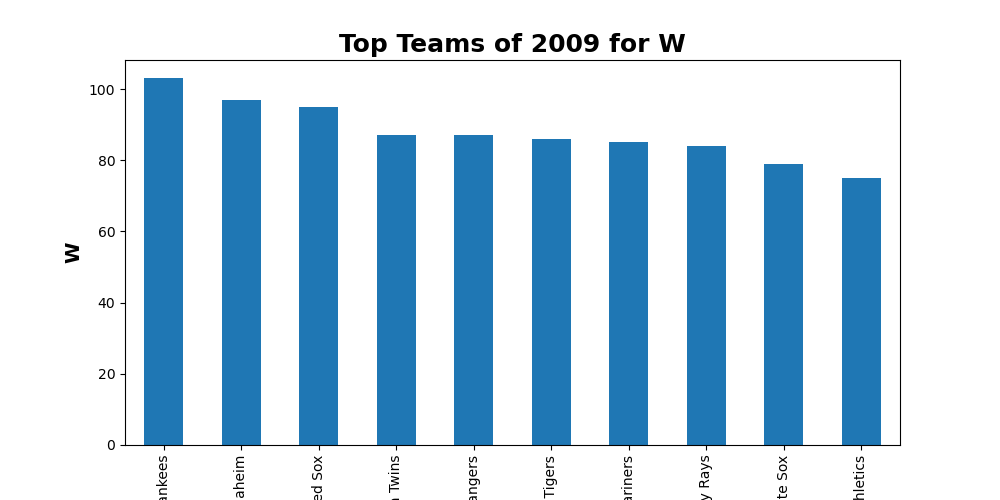 Top Teams of 2009 for W
W
100
80
60
40
20
0
ankees
aheim
ed Sox
n Twins
angers
Tigers
ariners
y Rays
te Sox
hletics